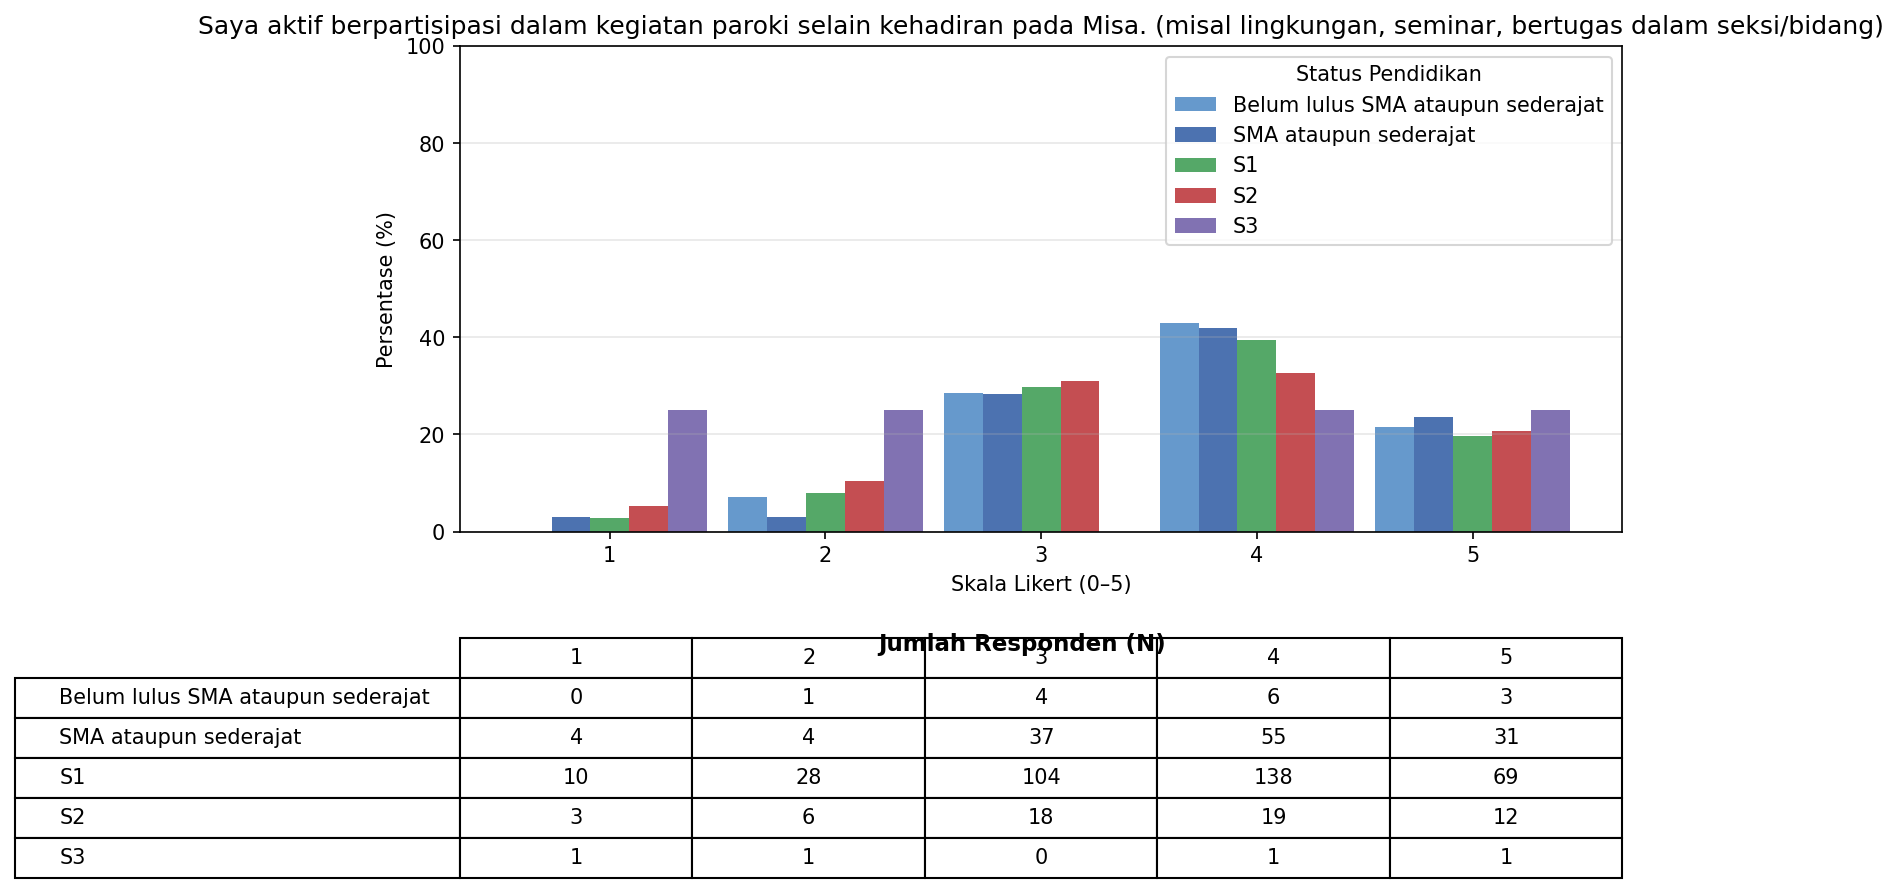 Saya aktif berpartisipasi dalam kegiatan paroki selain kehadiran pada Misa. (misal lingkungan, seminar, bertugas dalam seksi/bidang)
100
80
60
40
20
0
Persentase (%)
Status Pendidikan
Belum lulus SMA ataupun sederajat
SMA ataupun sederajat
S1
S2
S3
1 2 3 4 5
Skala Likert (0–5)
Jumlah Responden (N)
1 2 3 4 5
Belum lulus SMA ataupun sederajat 0 1 4 6 3
SMA ataupun sederajat 4 4 37 55 31
S1 10 28 104 138 69
S2 3 6 18 19 12
S3 1 1 0 1 1